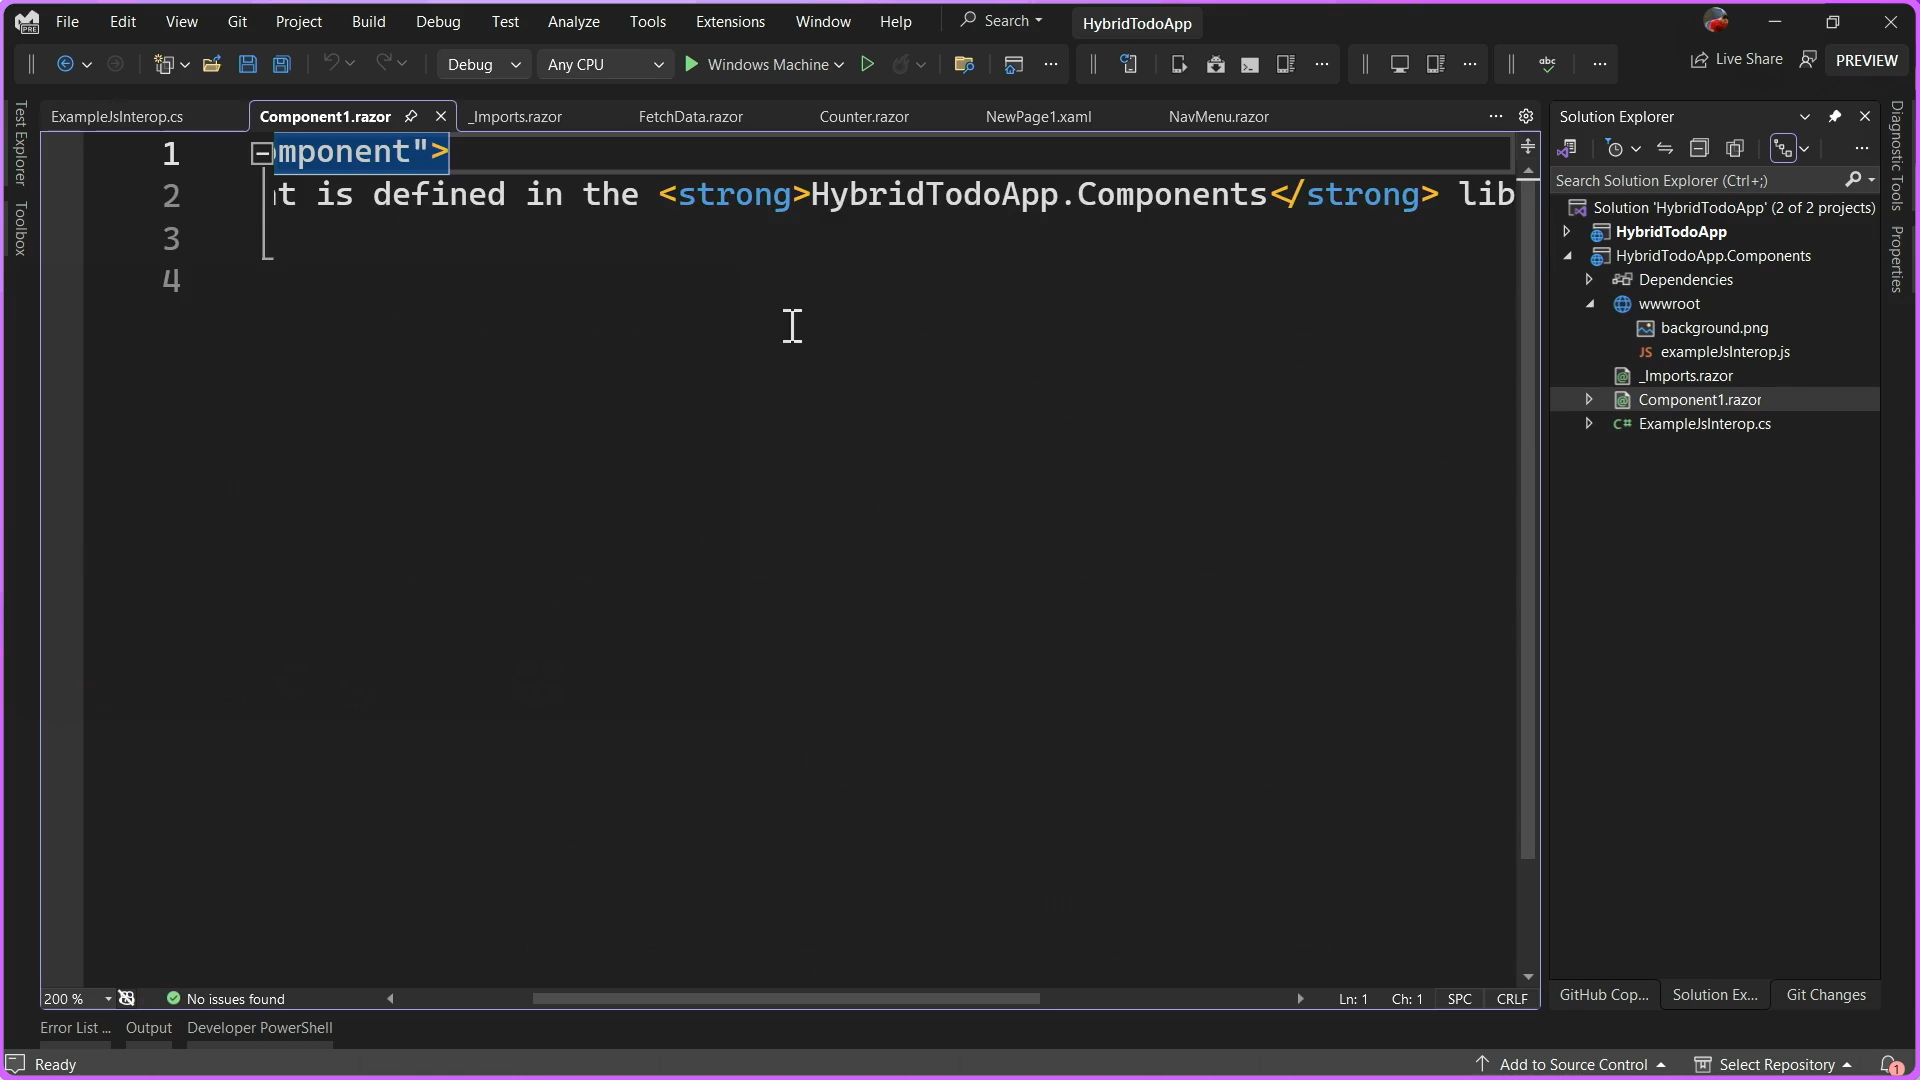 File Edit View Git Project Build Debug Test Analyze Tools Extensions Window Help Search HybridTodoApp
PRE
Debug Any CPU Windows Machine abc Live Share PREVIEW
ExampleJsInterop.cs Component1.razor _Imports.razor FetchData.razor Counter.razor NewPage1.xaml NavMenu.razor
Test Explorer
Toolbox
1 mponent">
2 t is defined in the <strong>HybridTodoApp.Components</strong> lib
3
4
Solution Explorer
Search Solution Explorer (Ctrl+;)
Solution 'HybridTodoApp' (2 of 2 projects)
HybridTodoApp
HybridTodoApp.Components
Dependencies
wwwroot
background.png
JS exampleJsInterop.js
_Imports.razor
Component1.razor
C# ExampleJsInterop.cs
Diagnostic Tools
Properties
200 % No issues found Ln: 1 Ch: 1 SPC CRLF
GitHub Cop... Solution Ex... Git Changes
Error List ... Output Developer PowerShell
Ready Add to Source Control Select Repository 1